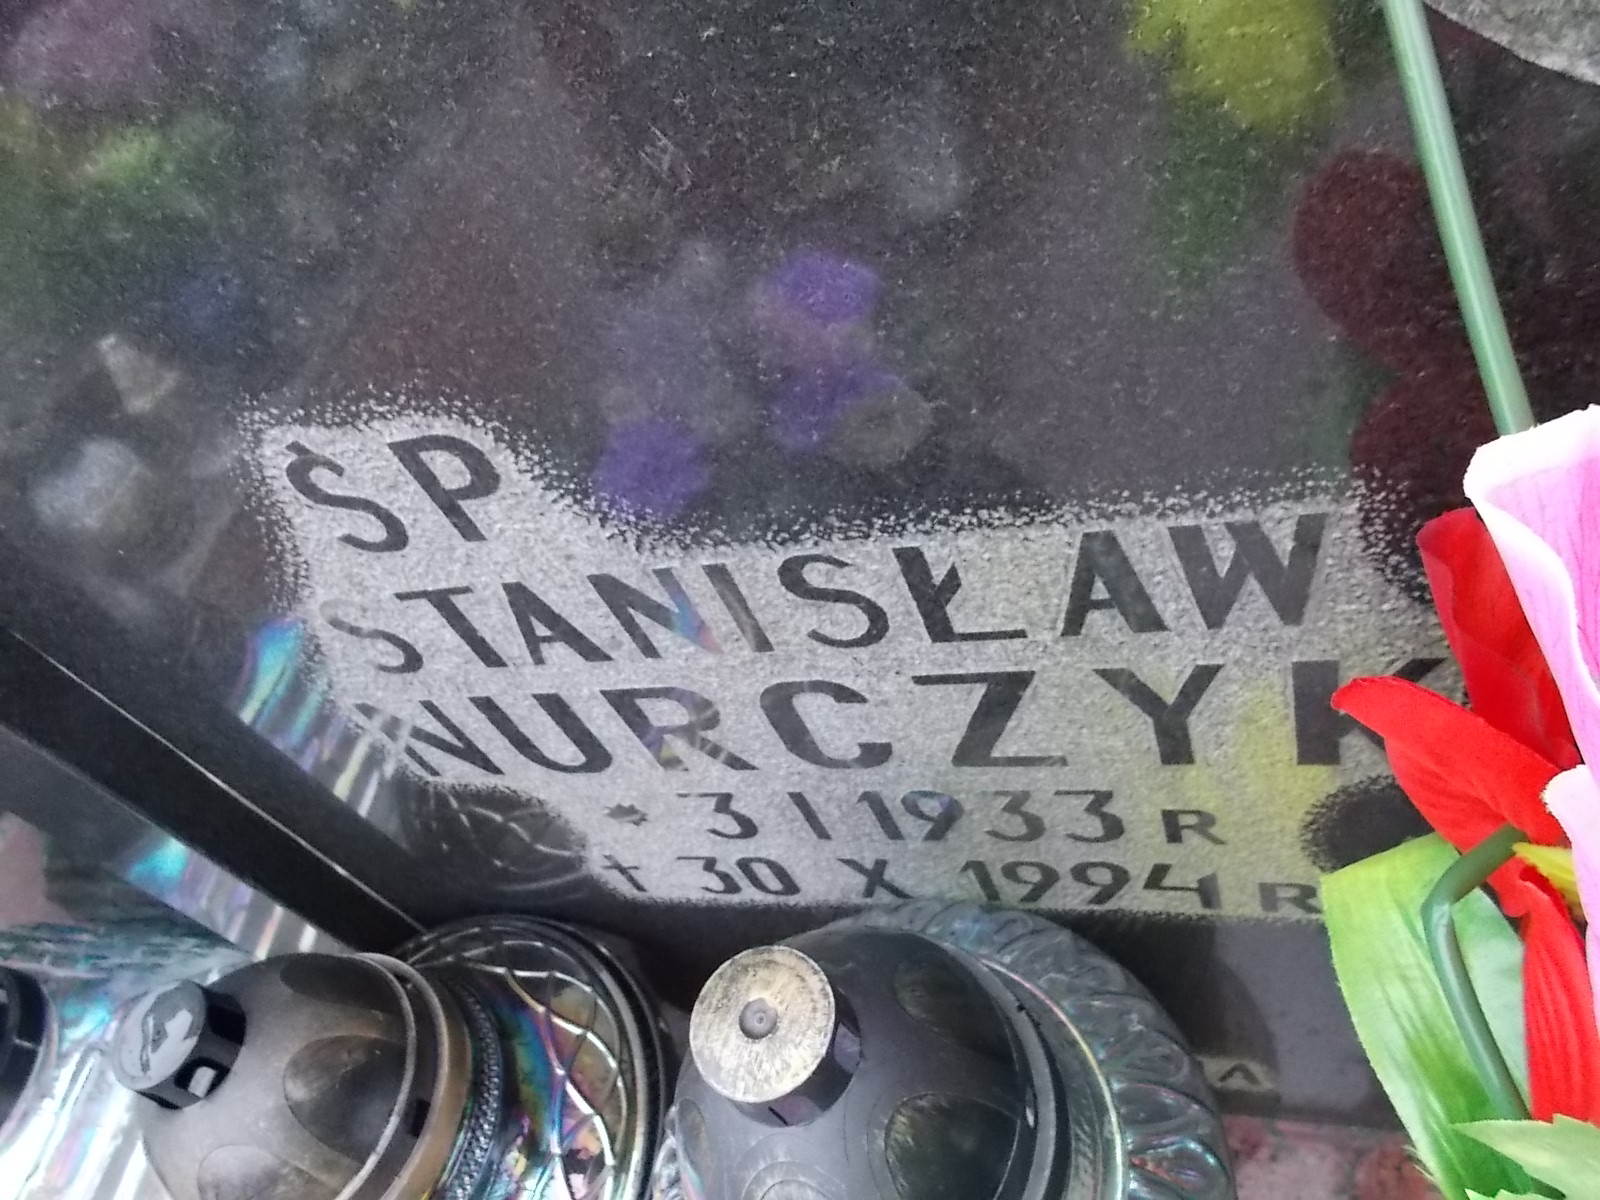 ŚP
STANISŁAW
NURCZYK
* 3 I 1933 R
† 30 X 1994 R